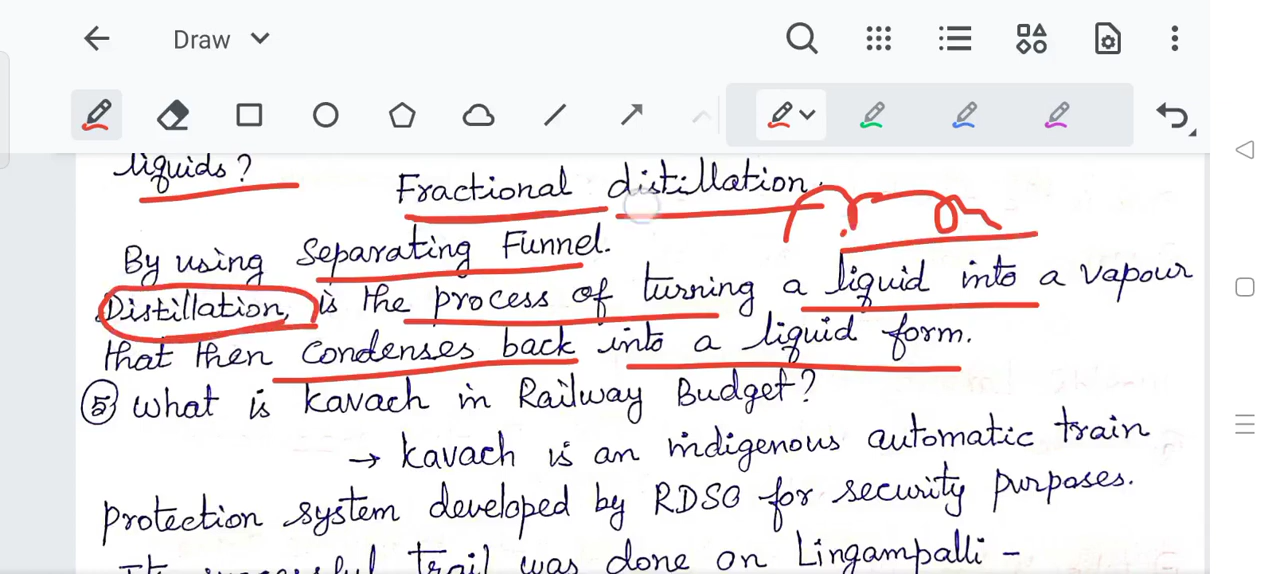 Draw
liquids?
Fractional distillation.
By using Separating Funnel.
Distillation, is the process of turning a liquid into a vapour
that then condenses back into a liquid form.
5 What is kavach in Railway Budget?
→ kavach is an indigenous automatic train
protection system developed by RDSO for security purposes.
trail was done on Lingampalli -